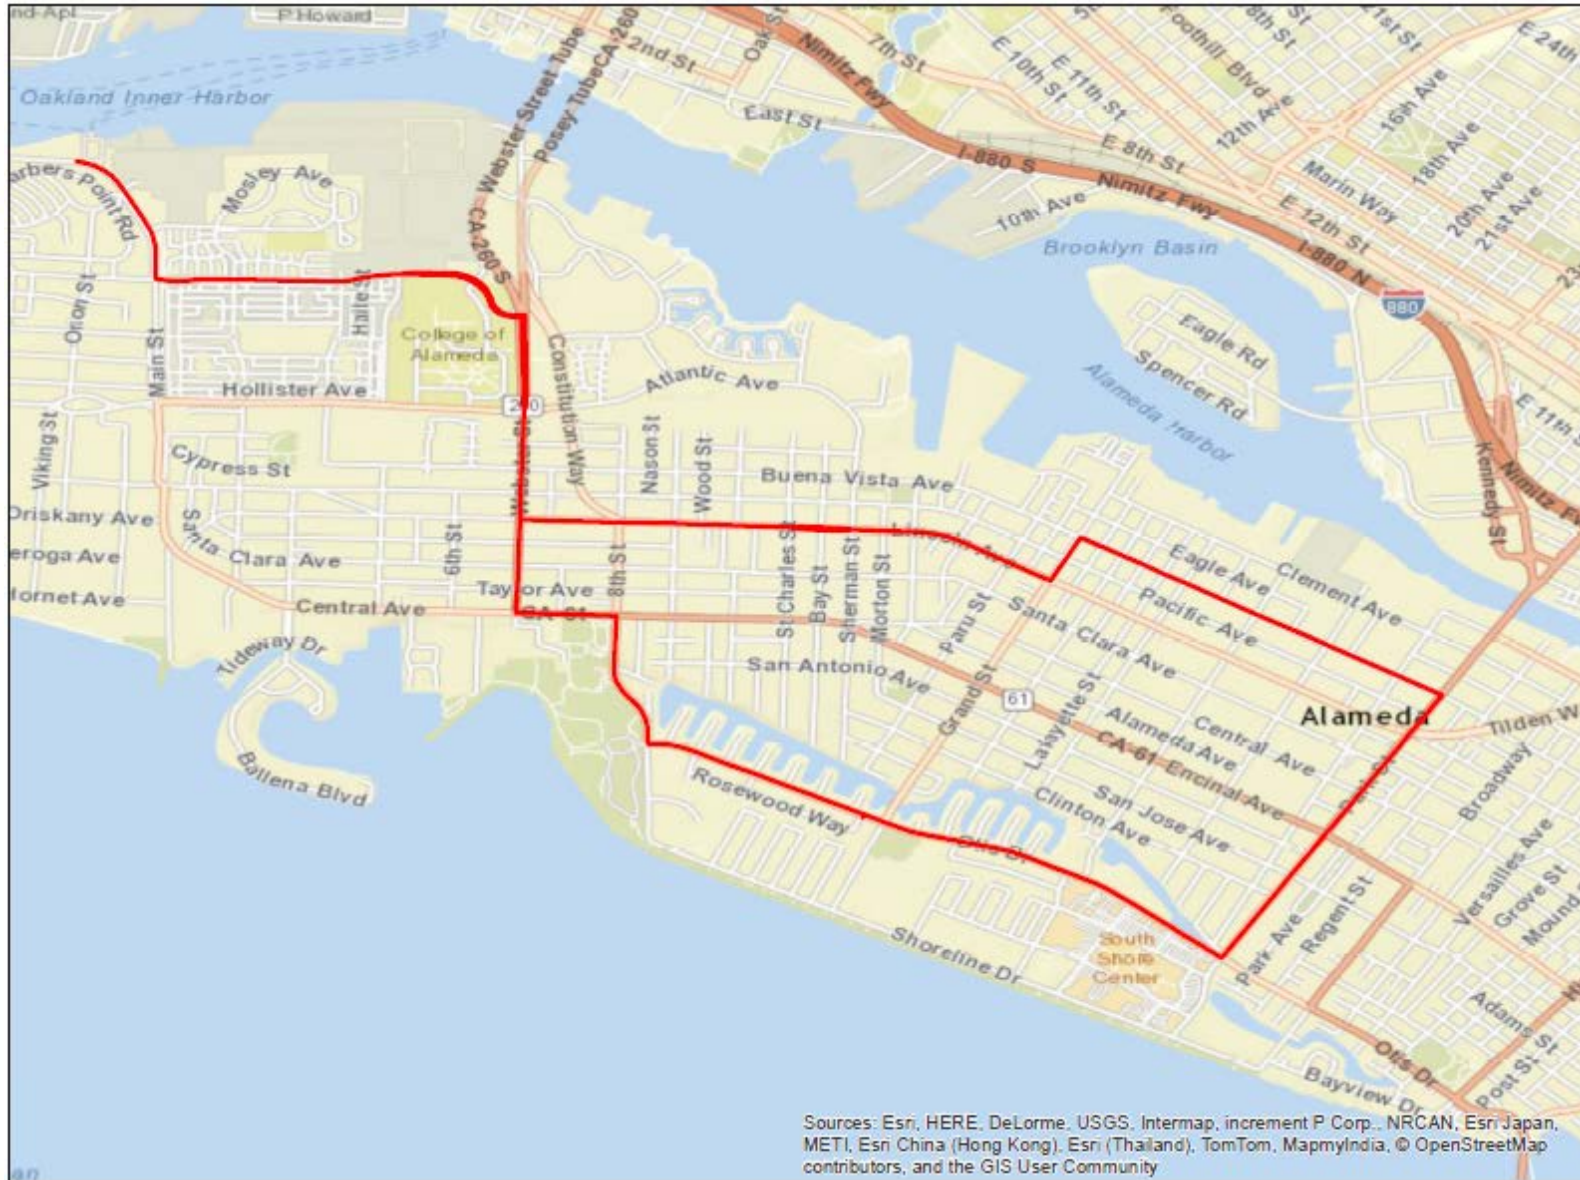 nd-Apl
P Howard
2nd St
Oak St
7th St
Nimitz Fwy
5th
Foothill Blvd
8th St
21st St
E 24th
E 10th St
E 11th St
12th Ave
16th Ave
18th Ave
20th Ave
21st Ave
Marin Way
Oakland Inner Harbor
Webster Street Tube
Posey TubeCA 260
CA-260 S
East St
I-880 S
E 8th St
Nimitz Fwy
E 12th St
I-880 N
10th Ave
Brooklyn Basin
880
23
arbers Point Rd
Mosley Ave
Orion St
Main St
College of
Alameda
Hollister Ave
Constitution Way
Atlantic Ave
Eagle Rd
Spencer Rd
Alameda Harbor
E 11th S
Kennedy St
Nimitz Fw
Viking St
Cypress St
Webster St
Nason St
Wood St
Buena Vista Ave
Oriskany Ave
Santa Clara Ave
6th St
8th St
Lincoln Ave
Eagle Ave
Clement Ave
eroga Ave
Hornet Ave
Taylor Ave
Central Ave
CA-61
St Charles St
Bay St
Sherman St
Morton St
Paru St
Pacific Ave
Santa Clara Ave
Tideway Dr
San Antonio Ave
Grand St
61
Lafayette St
Alameda Ave
Central Ave
Alameda
Tilden W
Ballena Blvd
CA-61 Encinal Ave
Broadway
Rosewood Way
Clinton Ave
San Jose Ave
Otis Dr
Versailles Ave
Grove St
Mound
Regent St
Park Ave
Shoreline Dr
South
Shore
Center
Adams St
Post St
Otis Dr
Bayview Dr
Sources: Esri, HERE, DeLorme, USGS, Intermap, increment P Corp., NRCAN, Esri Japan,
METI, Esri China (Hong Kong), Esri (Thailand), TomTom, MapmyIndia, © OpenStreetMap
contributors, and the GIS User Community